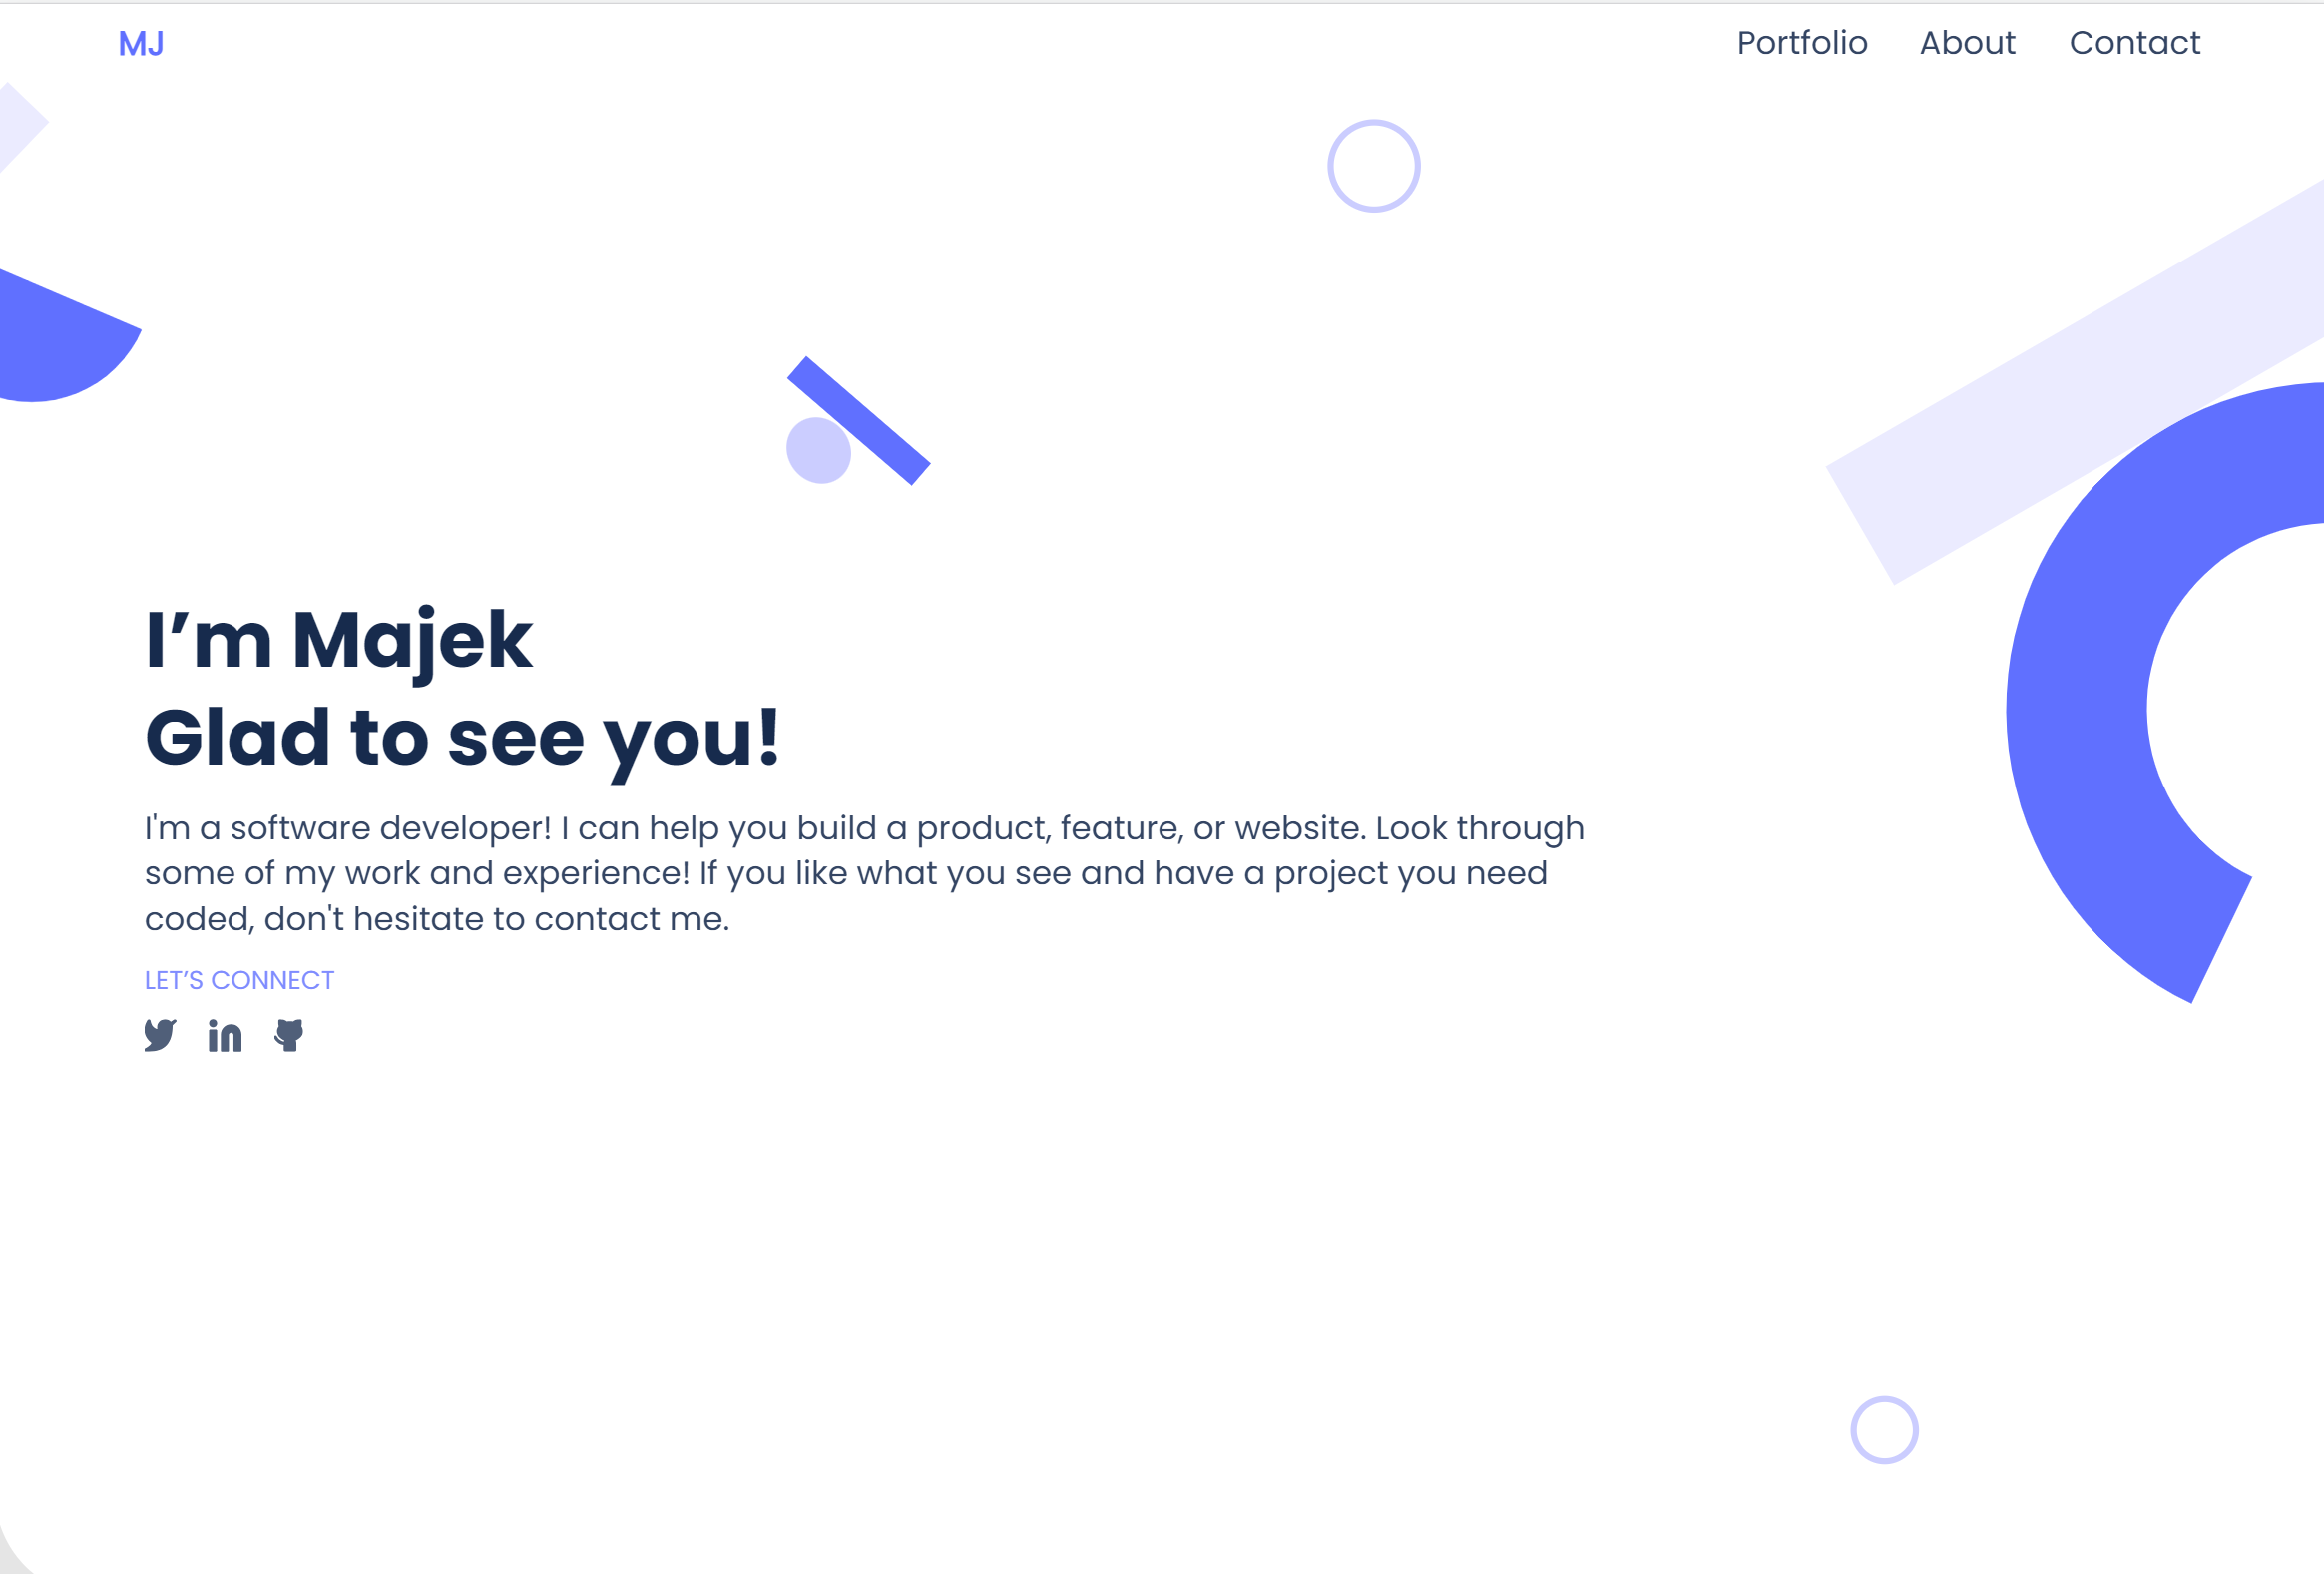 MJ
Portfolio About Contact
I’m Majek
Glad to see you!
I'm a software developer! I can help you build a product, feature, or website. Look through
some of my work and experience! If you like what you see and have a project you need
coded, don't hesitate to contact me.
LET’S CONNECT
in